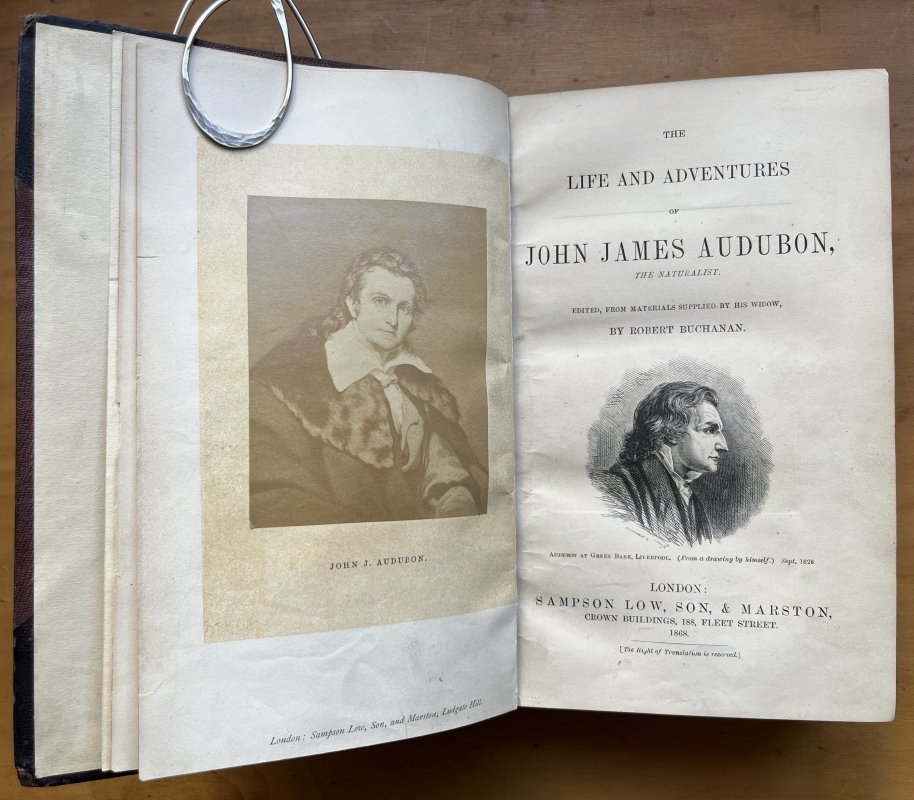 JOHN J. AUDUBON.
London: Sampson Low, Son, and Marston, Ludgate Hill.
THE
LIFE AND ADVENTURES
OF
JOHN JAMES AUDUBON,
THE NATURALIST.
EDITED, FROM MATERIALS SUPPLIED BY HIS WIDOW,
BY ROBERT BUCHANAN.
AUDUBON AT GREEN BANK, LIVERPOOL. (From a drawing by himself.) Sept. 1826
LONDON:
SAMPSON LOW, SON, & MARSTON,
CROWN BUILDINGS, 188, FLEET STREET.
1868.
[The Right of Translation is reserved.]